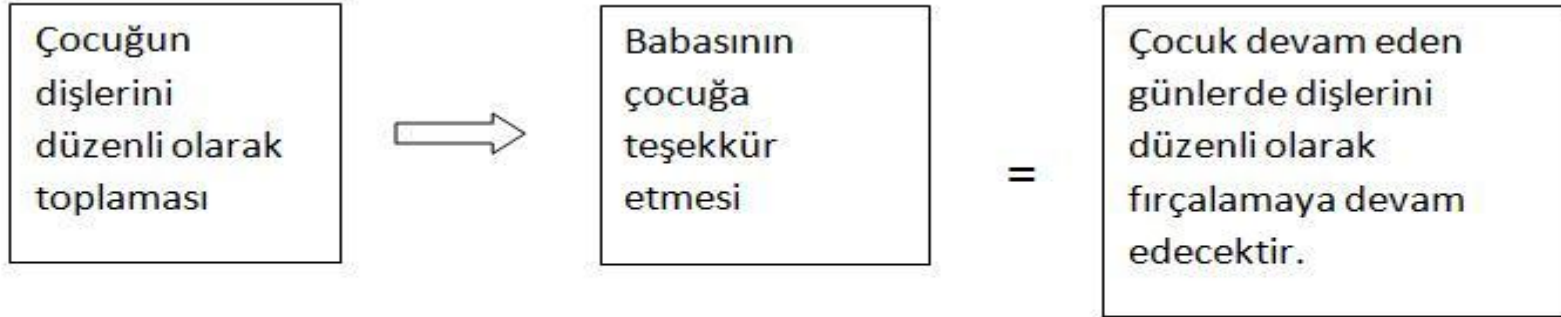 Çocuğun
dişlerini
düzenli olarak
toplaması
Babasının
çocuğa
teşekkür
etmesi
=
Çocuk devam eden
günlerde dişlerini
düzenli olarak
fırçalamaya devam
edecektir.